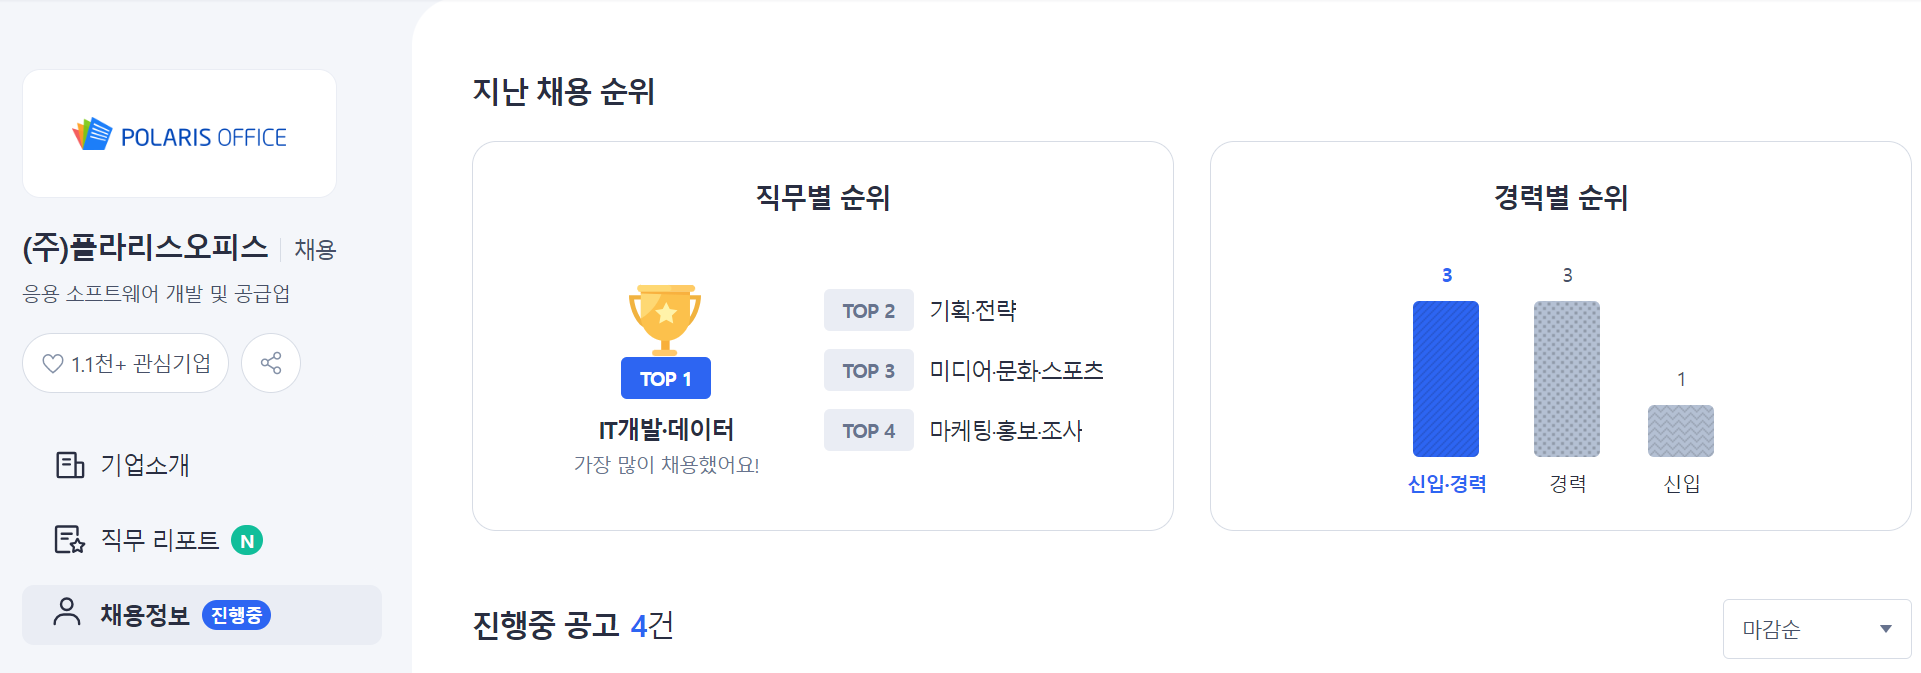 POLARIS OFFICE
(주)폴라리스오피스 채용
응용 소프트웨어 개발 및 공급업
1.1천+ 관심기업
기업소개
직무 리포트 N
채용정보 진행중
지난 채용 순위
직무별 순위
TOP 1
IT개발·데이터
가장 많이 채용했어요!
TOP 2 기획·전략
TOP 3 미디어·문화·스포츠
TOP 4 마케팅·홍보·조사
경력별 순위
3 3 1
신입·경력 경력 신입
진행중 공고 4건
마감순